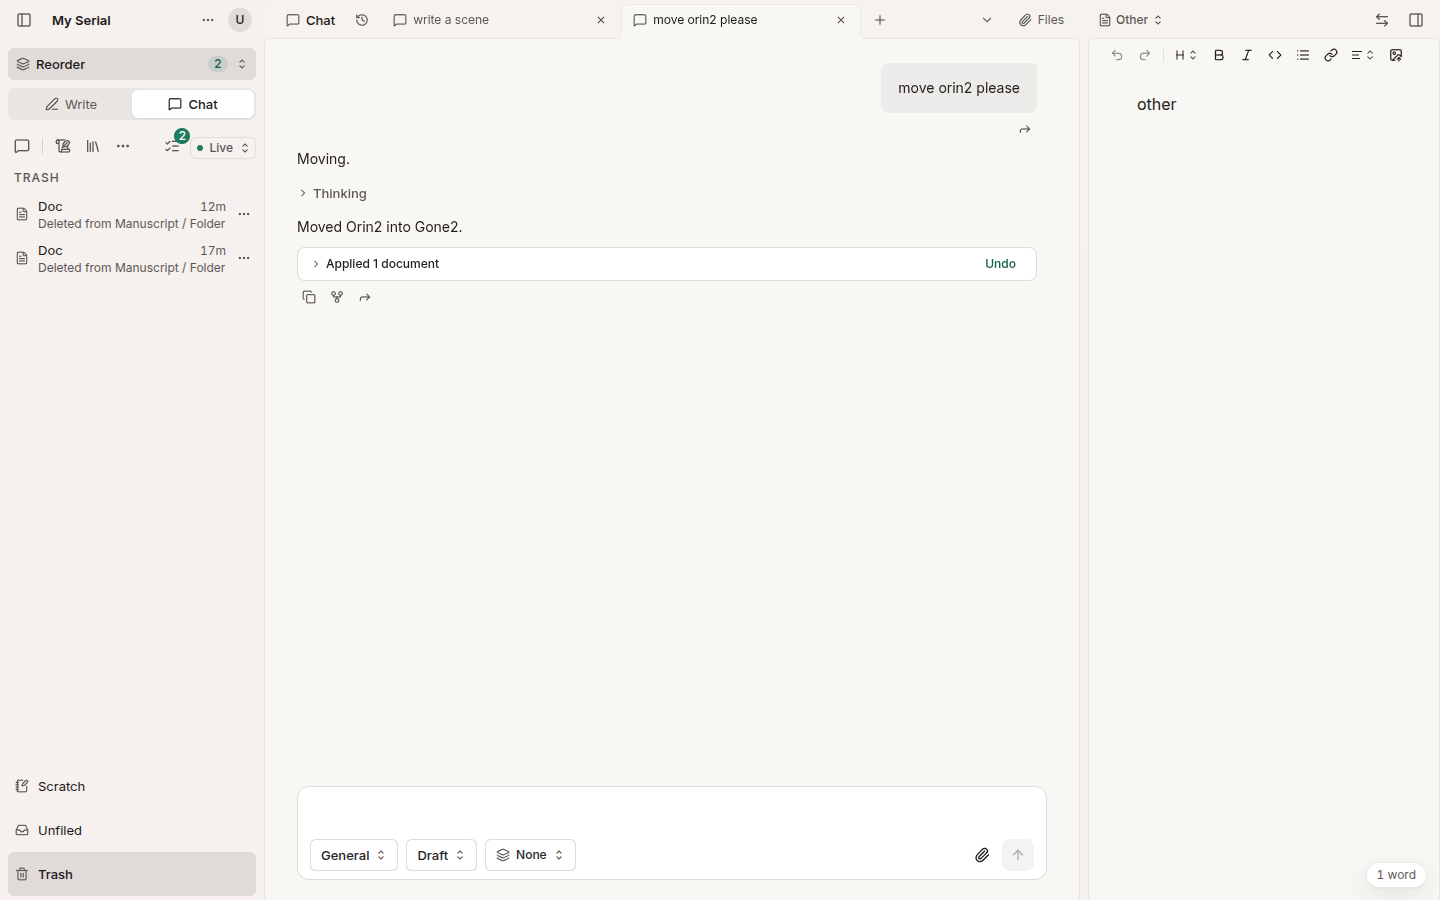 My Serial
U
Reorder
2
Write
Chat
2
Live
TRASH
Doc
12m
Deleted from Manuscript / Folder
Doc
17m
Deleted from Manuscript / Folder
Scratch
Unfiled
Trash
Chat
write a scene
move orin2 please
Files
move orin2 please
Moving.
Thinking
Moved Orin2 into Gone2.
Applied 1 document
Undo
General
Draft
None
Other
H
B
I
other
1 word